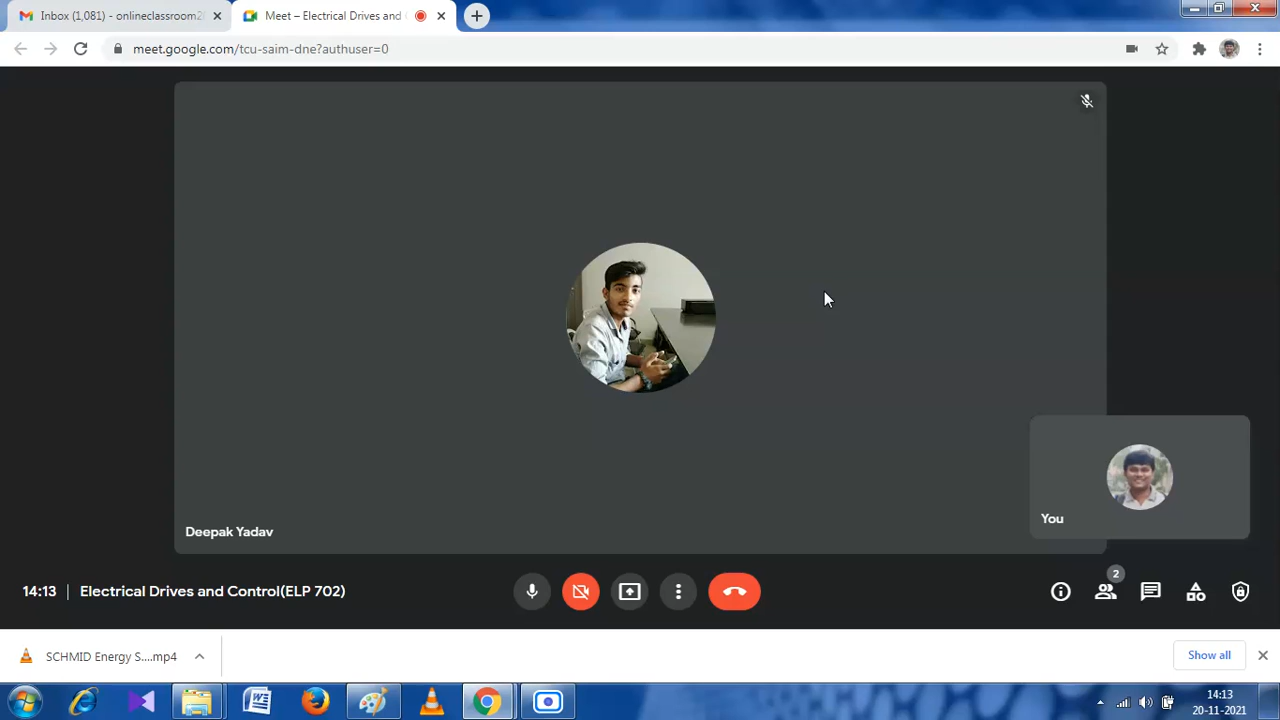 Inbox (1,081) - onlineclassroom2
Meet – Electrical Drives and
meet.google.com/tcu-saim-dne?authuser=0
Deepak Yadav
You
14:13 | Electrical Drives and Control(ELP 702)
2
SCHMID Energy S....mp4
Show all
14:13
20-11-2021